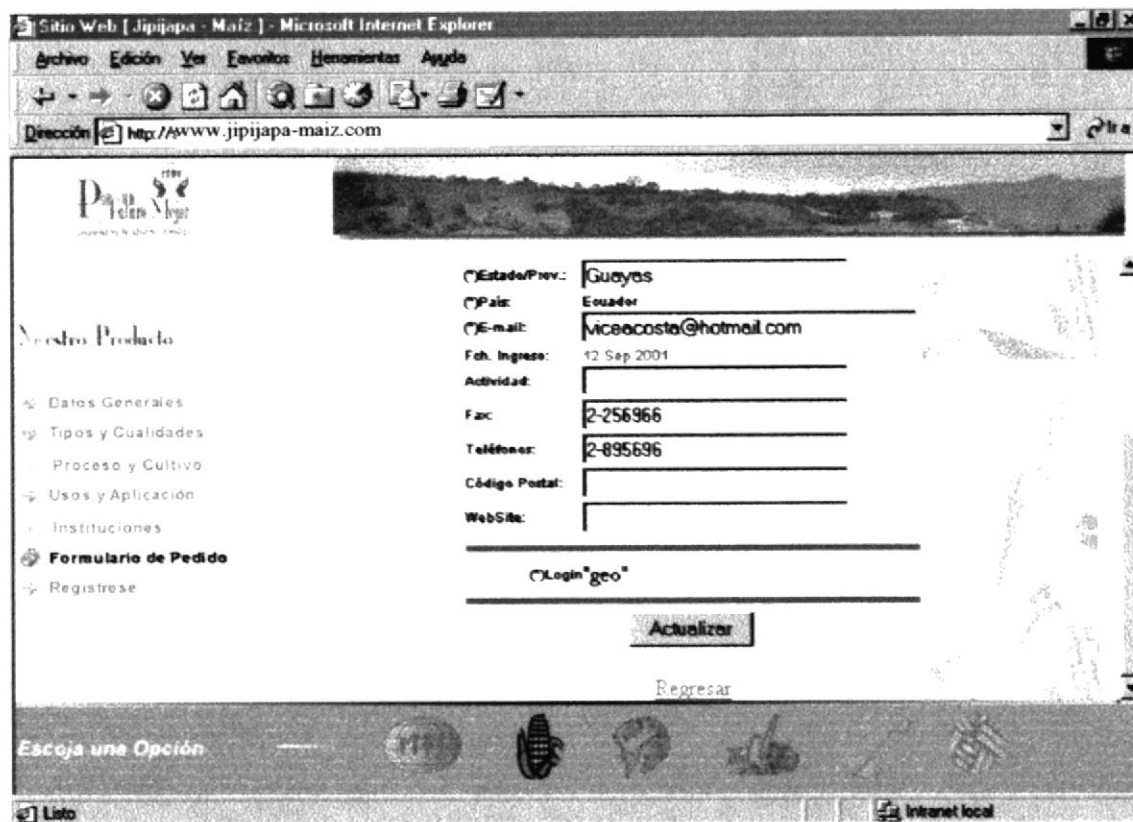 Sitio Web [ Jipijapa - Maíz ] - Microsoft Internet Explorer
Archivo Edición Ver Favoritos Herramientas Ayuda
Dirección http://www.jipijapa-maiz.com Ir a
(*)Estado/Prov.: Guayas
(*)País: Ecuador
(*)E-mail: viceacosta@hotmail.com
Fch. Ingreso: 12 Sep 2001
Actividad:
Fax: 2-256966
Teléfonos: 2-895696
Código Postal:
WebSite:
(*)Login "geo"
Actualizar
Regresar
Nuestro Producto
Datos Generales
Tipos y Cualidades
Proceso y Cultivo
Usos y Aplicación
Instituciones
Formulario de Pedido
Registrese
Escoja una Opción
Listo
Intranet local